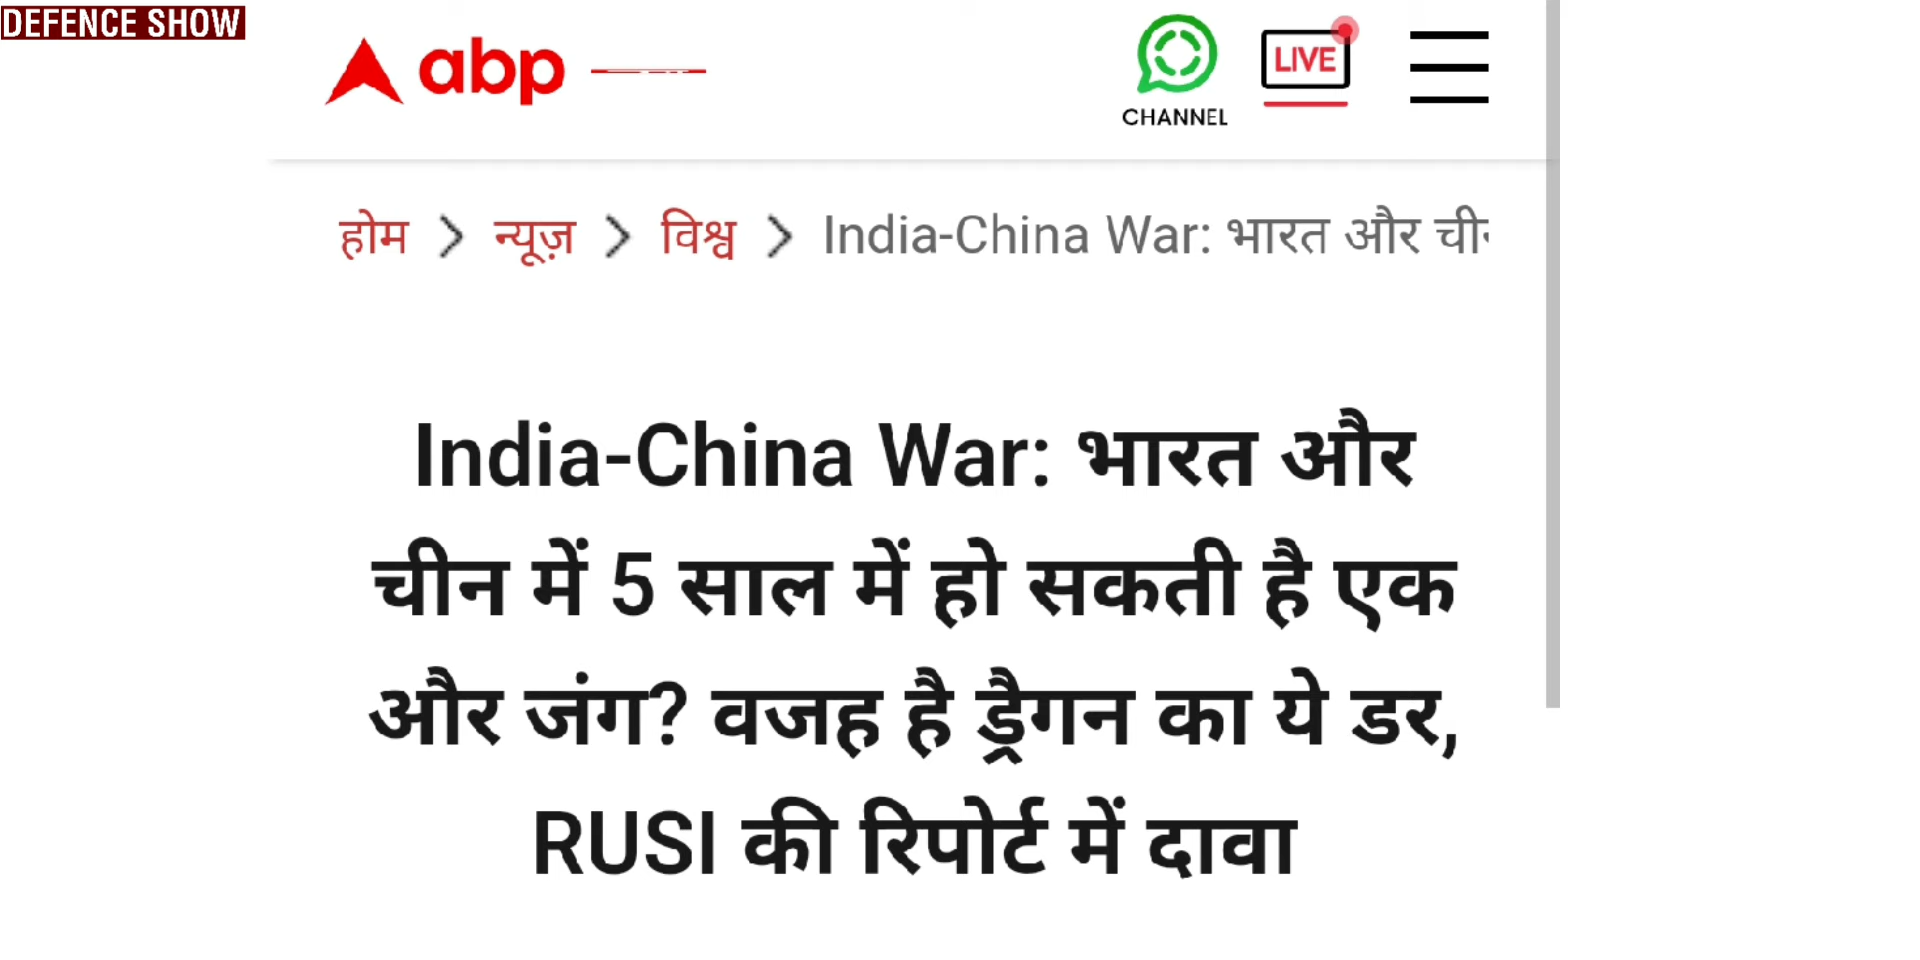 DEFENCE SHOW
abp
CHANNEL
LIVE
होम > न्यूज़ > विश्व > India-China War: भारत और
India-China War: भारत और
चीन में 5 साल में हो सकती है एक
और जंग? वजह है ड्रैगन का ये डर,
RUSI की रिपोर्ट में दावा